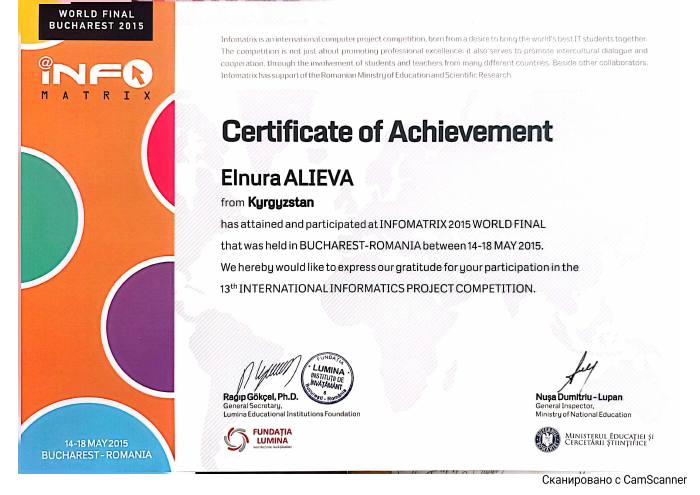 WORLD FINAL
BUCHAREST 2015
@INFO
MATRIX
Infomatrix is an international computer project competition, born from a desire to bring the world's best IT students together.
The competition is not just about promoting professional excellence; it also serves to promote intercultural dialogue and
cooperation, through the involvement of students and teachers from many different countries. Beside other collaborators,
Infomatrix has support of the Romanian Ministry of Education and Scientific Research.
Certificate of Achievement
Elnura ALIEVA
from Kyrgyzstan
has attained and participated at INFOMATRIX 2015 WORLD FINAL
that was held in BUCHAREST-ROMANIA between 14-18 MAY 2015.
We hereby would like to express our gratitude for your participation in the
13th INTERNATIONAL INFORMATICS PROJECT COMPETITION.
FUNDAȚIA
LUMINA
INSTITUȚII DE
ÎNVĂȚĂMÂNT
București - România
Ragıp Gökçel, Ph.D.
General Secretary,
Lumina Educational Institutions Foundation
FUNDAȚIA
LUMINA
Nușa Dumitriu - Lupan
General Inspector,
Ministry of National Education
MINISTERUL EDUCAȚIEI ȘI
CERCETĂRII ȘTIINȚIFICE
14-18 MAY 2015
BUCHAREST - ROMANIA
Сканировано с CamScanner